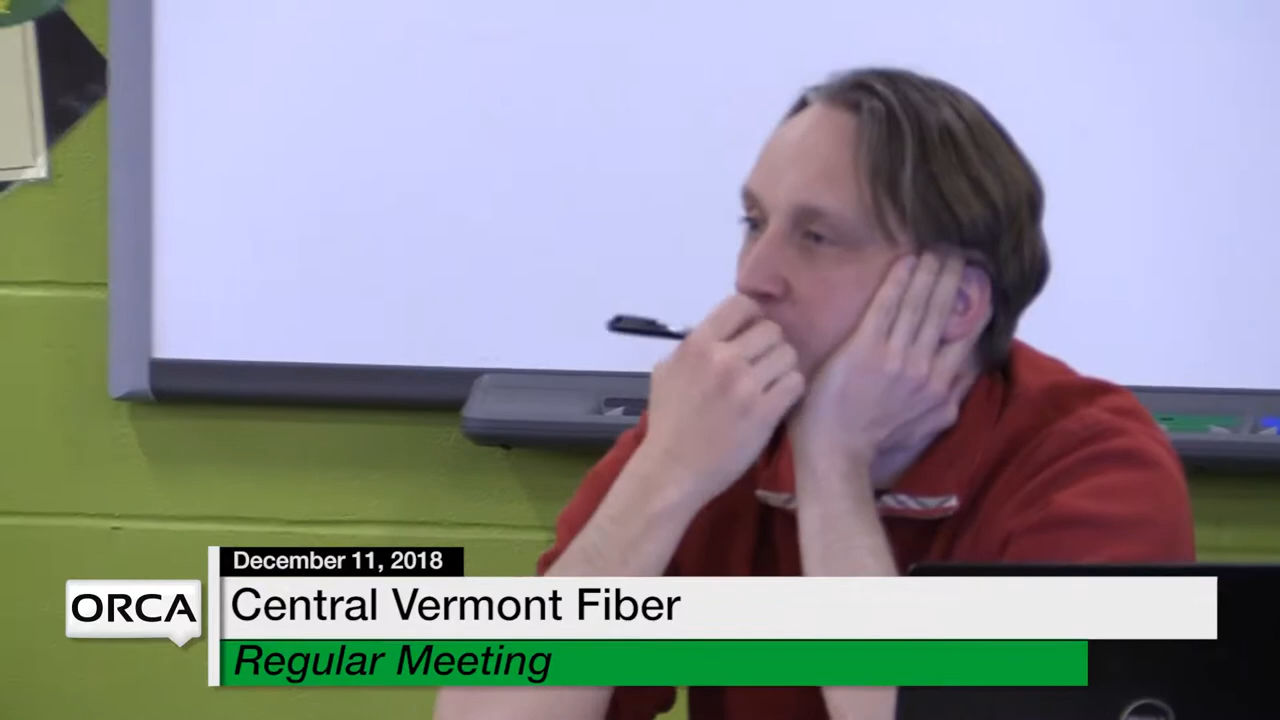 December 11, 2018
ORCA
Central Vermont Fiber
Regular Meeting